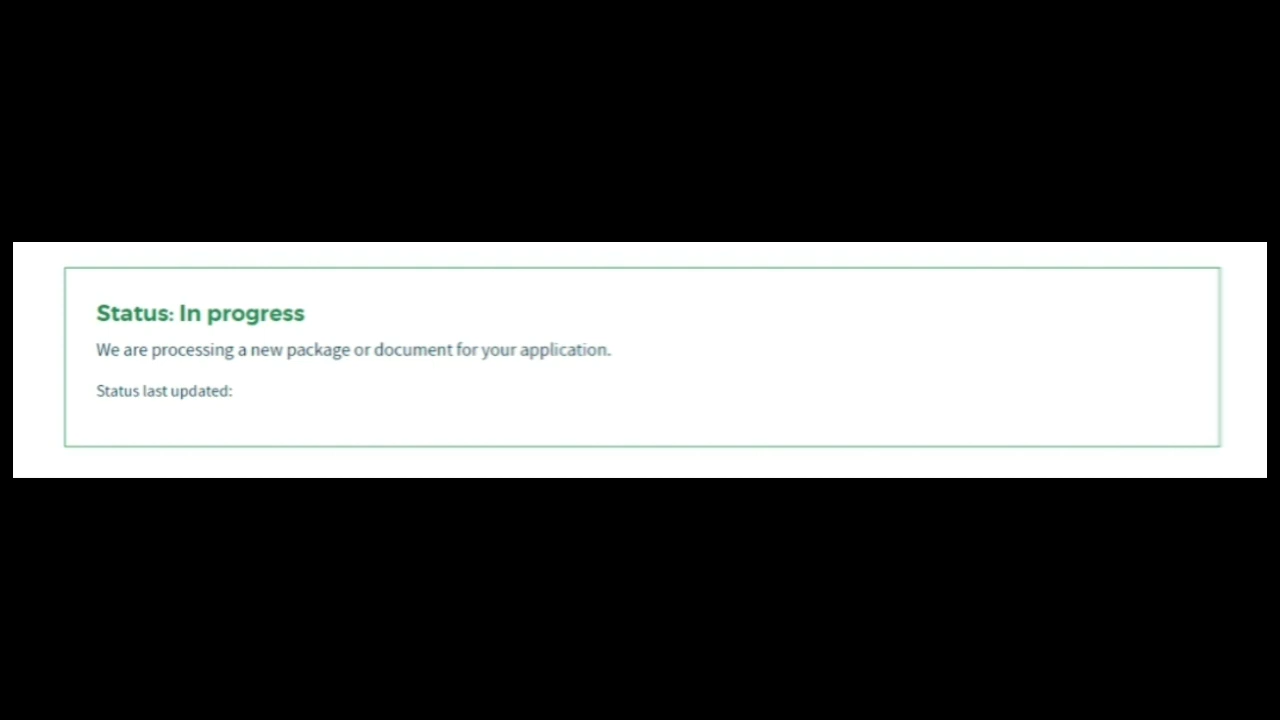 Status: In progress
We are processing a new package or document for your application.
Status last updated: